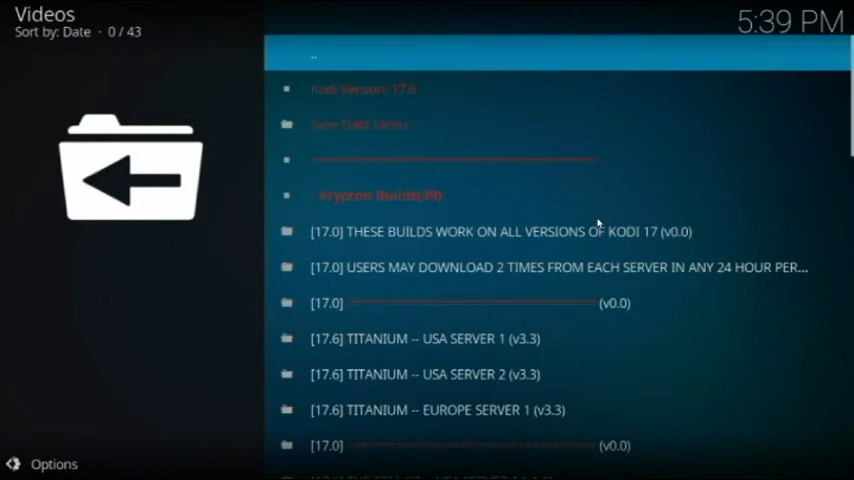 Videos
Sort by: Date · 0 / 43
5:39 PM
..
Kodi Version: 17.6
Save Data Menu
Krypton Builds(39)
[17.0] THESE BUILDS WORK ON ALL VERSIONS OF KODI 17 (v0.0)
[17.0] USERS MAY DOWNLOAD 2 TIMES FROM EACH SERVER IN ANY 24 HOUR PER...
[17.0] (v0.0)
[17.6] TITANIUM -- USA SERVER 1 (v3.3)
[17.6] TITANIUM -- USA SERVER 2 (v3.3)
[17.6] TITANIUM -- EUROPE SERVER 1 (v3.3)
[17.0] (v0.0)
Options